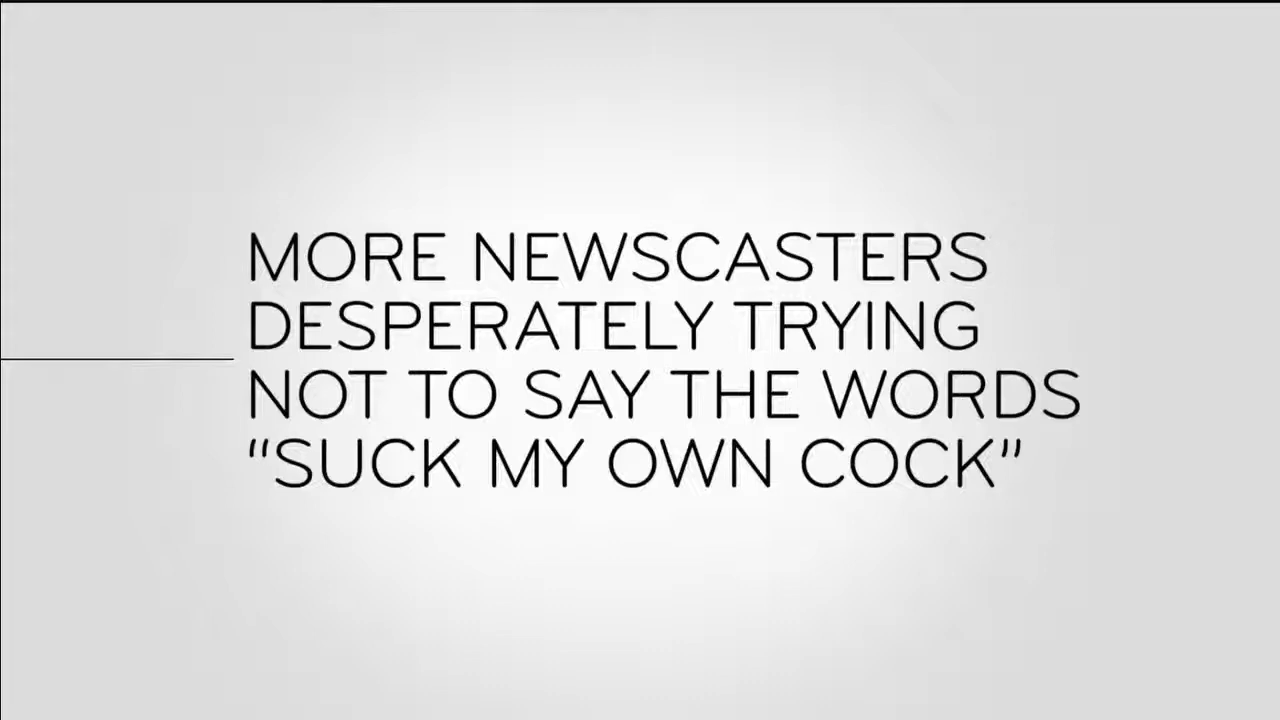 MORE NEWSCASTERS
DESPERATELY TRYING
NOT TO SAY THE WORDS
“SUCK MY OWN COCK”